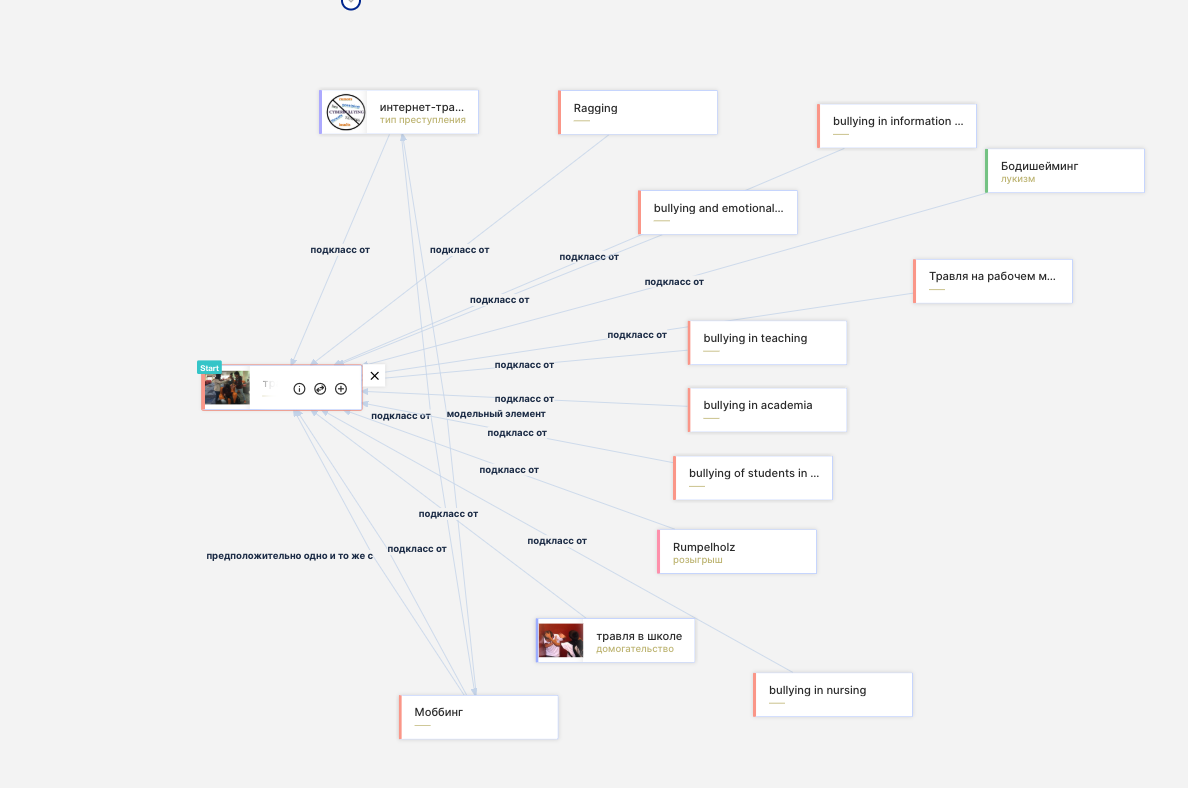 интернет-тра...
тип преступления
Ragging
bullying in information ...
Бодишейминг
лукизм
bullying and emotional...
подкласс от
подкласс от
подкласс от
подкласс от
Травля на рабочем м...
подкласс от
подкласс от
bullying in teaching
Start
подкласс от
подкласс от
bullying in academia
подкласс от
модельный элемент
подкласс от
подкласс от
bullying of students in ...
подкласс от
подкласс от
подкласс от
предположительно одно и то же с
Rumpelholz
розыгрыш
травля в школе
домогательство
bullying in nursing
Моббинг